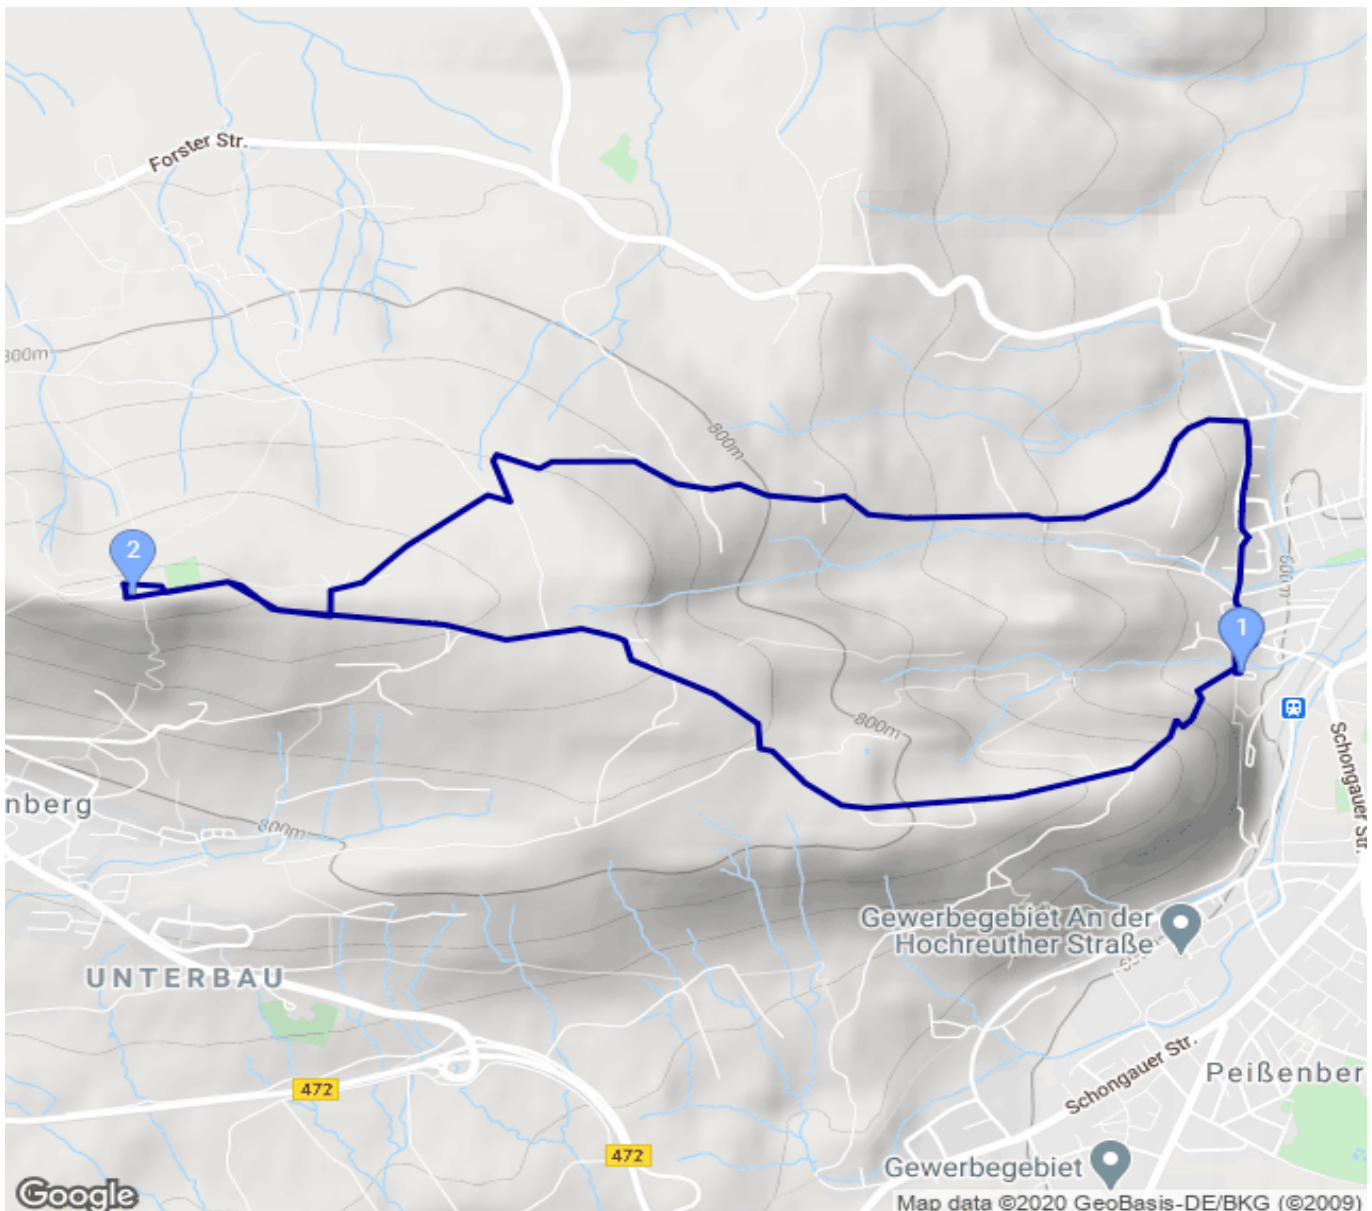 Forster Str.
800m
800m
2
1
800m
Schongauer Str.
nberg
800m
Gewerbegebiet An der
Hochreuther Straße
UNTERBAU
600m
Schongauer Str.
Peißenber
472
472
Gewerbegebiet
Google
Map data ©2020 GeoBasis-DE/BKG (©2009)